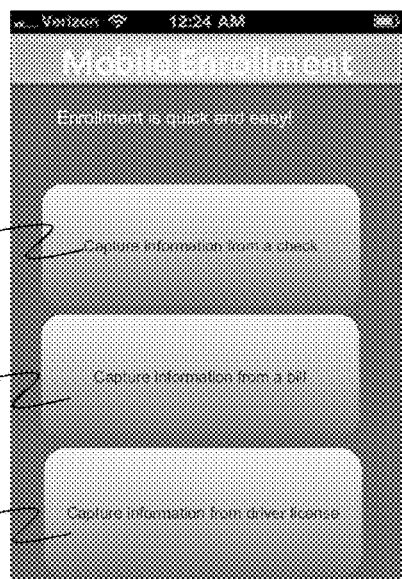 Verizon 12:24 AM
Mobile Enrollment
Enrollment is quick and easy!
Capture information from a check
Capture information from a bill
Capture information from driver license